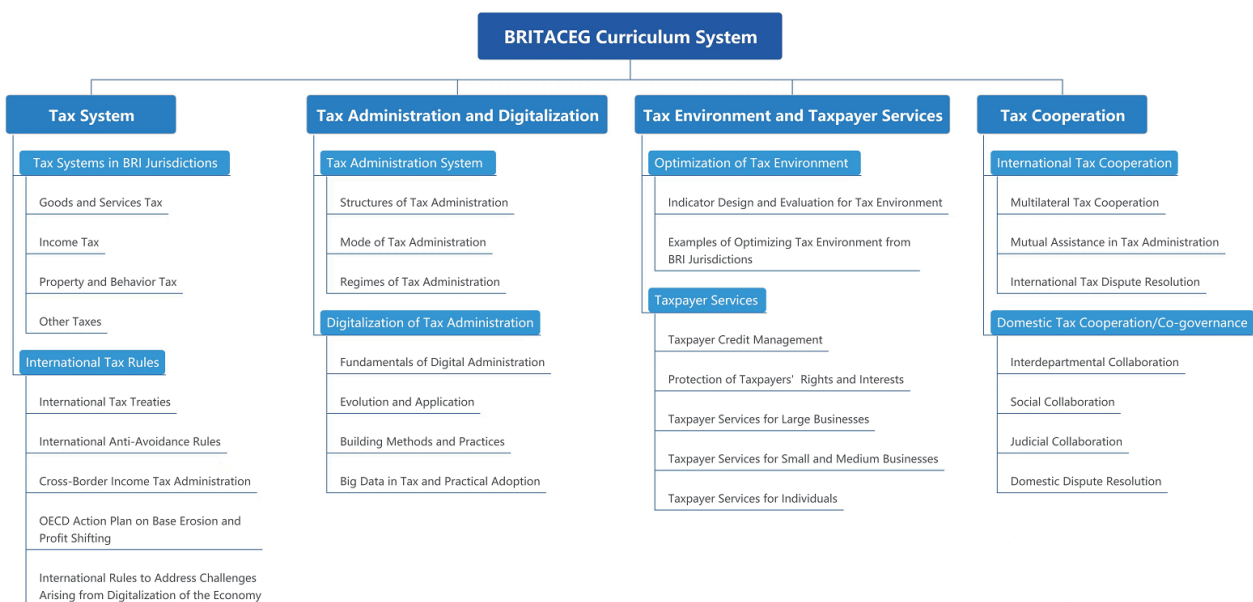 BRITACEG Curriculum System
Tax System
Tax Systems in BRI Jurisdictions
Goods and Services Tax
Income Tax
Property and Behavior Tax
Other Taxes
International Tax Rules
International Tax Treaties
International Anti-Avoidance Rules
Cross-Border Income Tax Administration
OECD Action Plan on Base Erosion and
Profit Shifting
International Rules to Address Challenges
Arising from Digitalization of the Economy
Tax Administration and Digitalization
Tax Administration System
Structures of Tax Administration
Mode of Tax Administration
Regimes of Tax Administration
Digitalization of Tax Administration
Fundamentals of Digital Administration
Evolution and Application
Building Methods and Practices
Big Data in Tax and Practical Adoption
Tax Environment and Taxpayer Services
Optimization of Tax Environment
Indicator Design and Evaluation for Tax Environment
Examples of Optimizing Tax Environment from
BRI Jurisdictions
Taxpayer Services
Taxpayer Credit Management
Protection of Taxpayers' Rights and Interests
Taxpayer Services for Large Businesses
Taxpayer Services for Small and Medium Businesses
Taxpayer Services for Individuals
Tax Cooperation
International Tax Cooperation
Multilateral Tax Cooperation
Mutual Assistance in Tax Administration
International Tax Dispute Resolution
Domestic Tax Cooperation/Co-governance
Interdepartmental Collaboration
Social Collaboration
Judicial Collaboration
Domestic Dispute Resolution